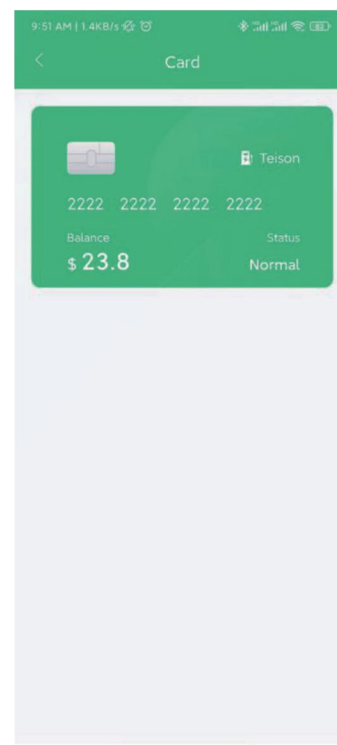 9:51 AM | 1.4KB/s
Card
Teison
2222 2222 2222 2222
Balance
Status
$ 23.8
Normal